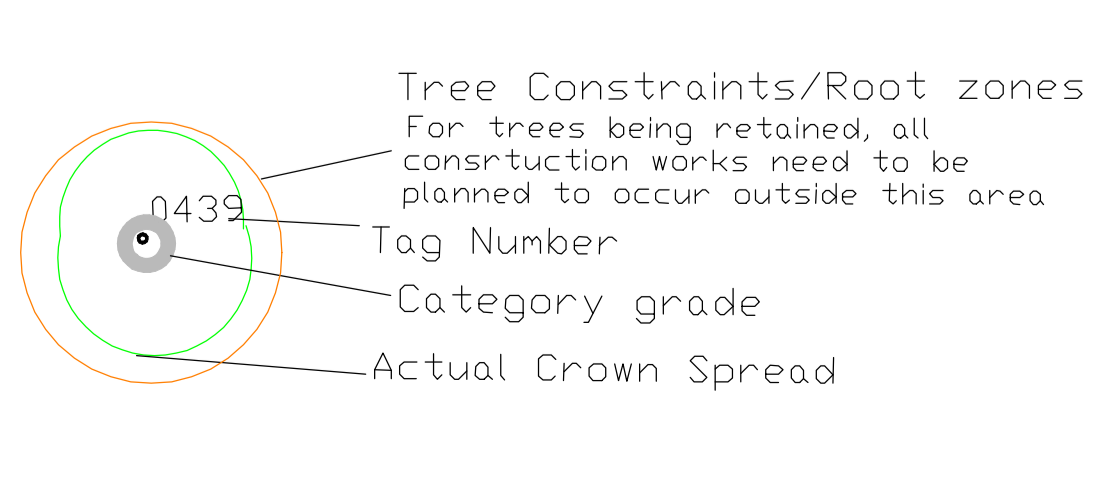 Tree Constraints/Root zones
For trees being retained, all
consrtuction works need to be
planned to occur outside this area
0439
Tag Number
Category grade
Actual Crown Spread